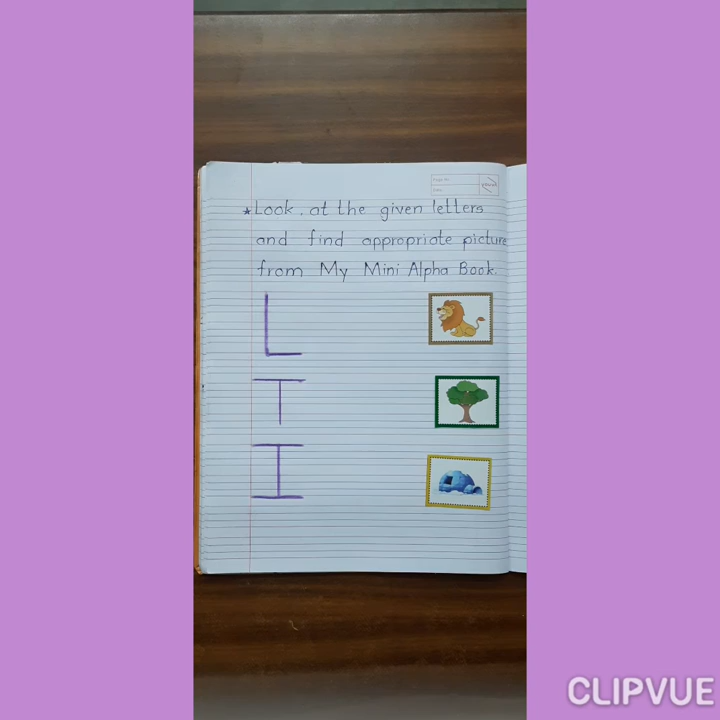 ★ Look, at the given letters
and find appropriate picture
from My Mini Alpha Book.
L
T
I
CLIPVUE